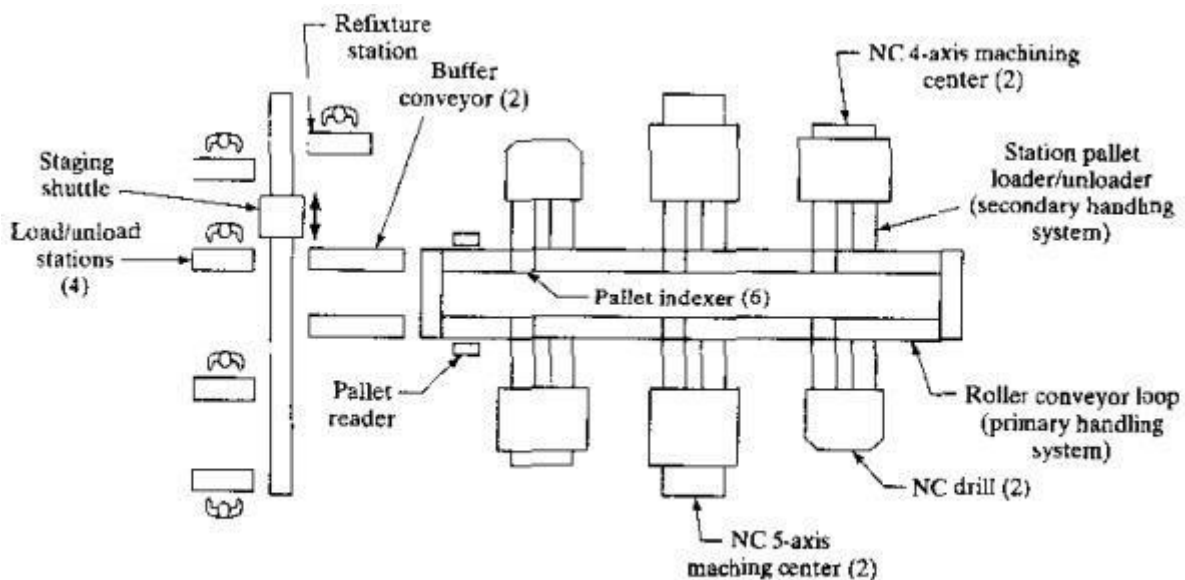 Refixture
station
Buffer
conveyor (2)
NC 4-axis machining
center (2)
Staging
shuttle
Station pallet
loader/unloader
(secondary handling
system)
Load/unload
stations
(4)
Pallet indexer (6)
Pallet
reader
Roller conveyor loop
(primary handling
system)
NC drill (2)
NC 5-axis
maching center (2)